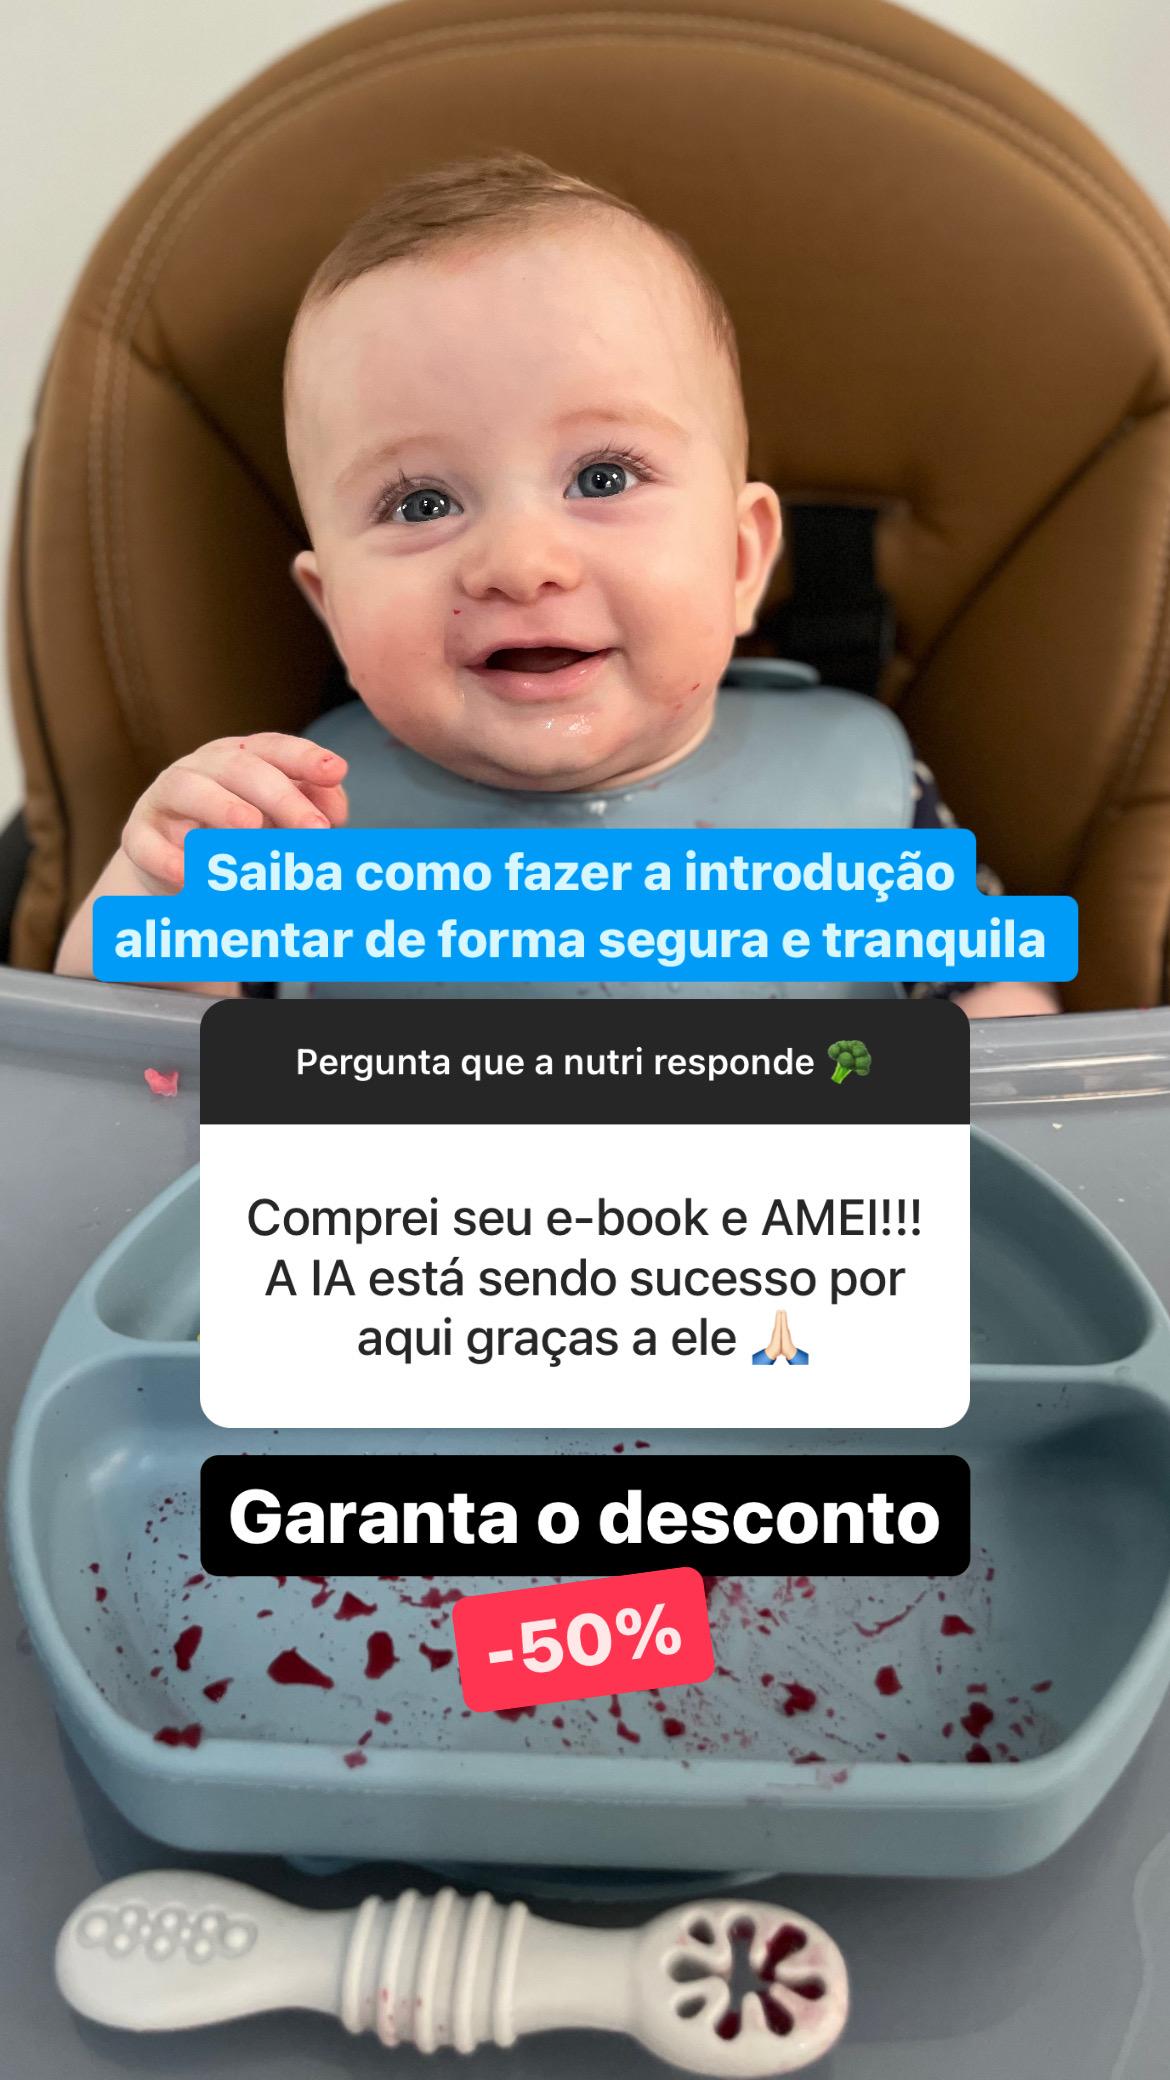 Saiba como fazer a introdução
alimentar de forma segura e tranquila
Pergunta que a nutri responde 🥦
Comprei seu e-book e AMEI!!!
A IA está sendo sucesso por
aqui graças a ele 🙏🏻
Garanta o desconto
-50%